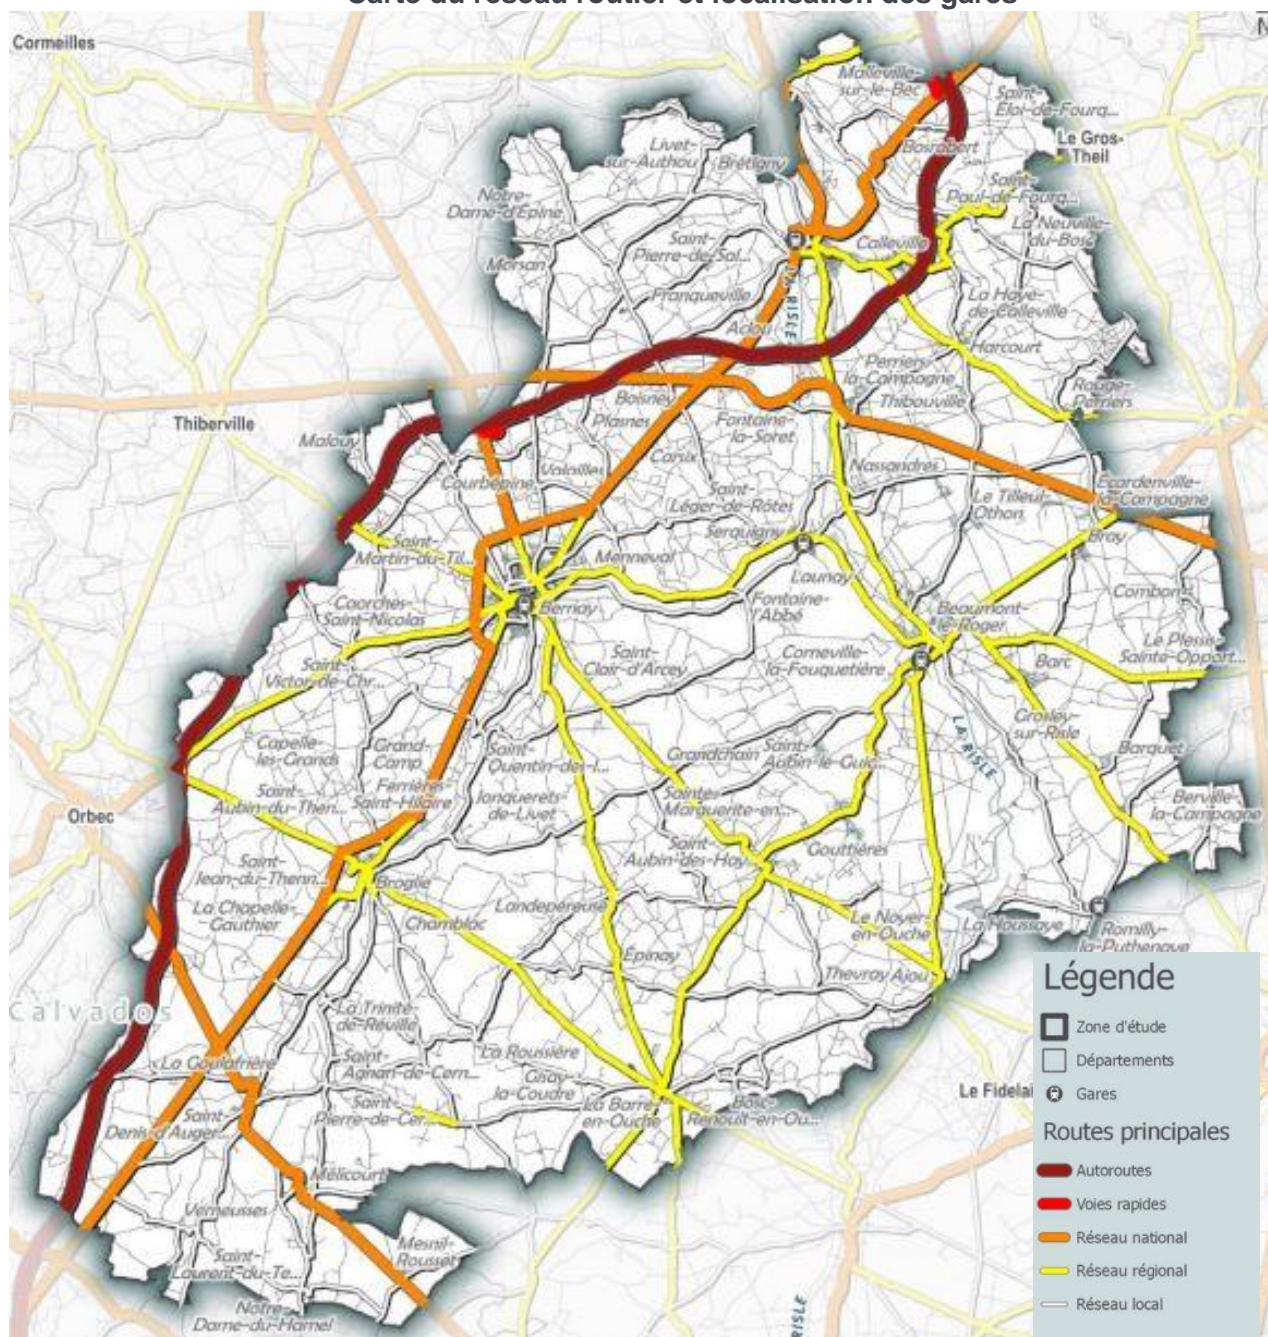 Carte du réseau routier et localisation des gares
N
Cormeilles
Malleville-
sur-le-Bec
Saint-
Eloi-de-Fourq...
Le Gros-
Theil
Bosrobert
Livet-
sur-Authou
Brétigny
Notre-
Dame-d'Epine
Saint-
Paul-de-Fourq...
La Neuville-
du-Bosc
Saint-
Pierre-de-Sal...
Calleville
Morsan
Franqueville
LA RISLE
La Haye-
de-Calleville
Aclou
Harcourt
Perriers-
la-Campagne
Rouge-
Perriers
Boisney
Thibouville
Plasnes
Fontaine-
la-Soret
Thiberville
Malouy
Carsix
Valailles
Courbépine
Nassandres
Saint-
Léger-de-Rôtes
Le Tilleul-
Othon
Ecardenville-
la-Campagne
Serquigny
Bray
Saint-
Martin-du-Til...
Menneval
Launay
Combon
Caorches-
Saint-Nicolas
Bernay
Fontaine-
l'Abbé
Beaumont-
le-Roger
Le Plessis-
Sainte-Opport...
Saint-
Victor-de-Chr...
Saint-
Clair-d'Arcey
Corneville-
la-Fouquetière
Barc
Grosley-
sur-Risle
LA RISLE
Capelle-
les-Grands
Grand-
Camp
Saint-
Quentin-des-I...
Grandchain
Saint-
Aubin-le-Guic...
Barquet
Saint-
Aubin-du-Then...
Ferrières-
Saint-Hilaire
Jonquerets-
de-Livet
Sainte-
Marguerite-en...
Berville-
la-Campagne
Orbec
Saint-
Aubin-des-Hay...
Gouttières
Saint-
Jean-du-Thenn...
Broglie
La Chapelle-
Gauthier
Chamblac
Landepéreuse
Le Noyer-
en-Ouche
La Houssaye
Romilly-
la-Puthenaye
Épinay
Thevray
Ajou
Calvados
La Trinité-
de-Réville
La Goulafrière
Saint-
Agnan-de-Cern...
La Roussière
Gisay-
la-Coudre
Saint-
Denis-d'Auger...
Saint-
Pierre-de-Cer...
La Barre-
en-Ouche
Bosc-
Renoult-en-Ou...
Le Fidelai
Mélicourt
Verneusses
Mesnil-
Rousset
Saint-
Laurent-du-Te...
Notre-
Dame-du-Hamel
RISLE
Légende
Zone d'étude
Départements
Gares
Routes principales
Autoroutes
Voies rapides
Réseau national
Réseau régional
Réseau local